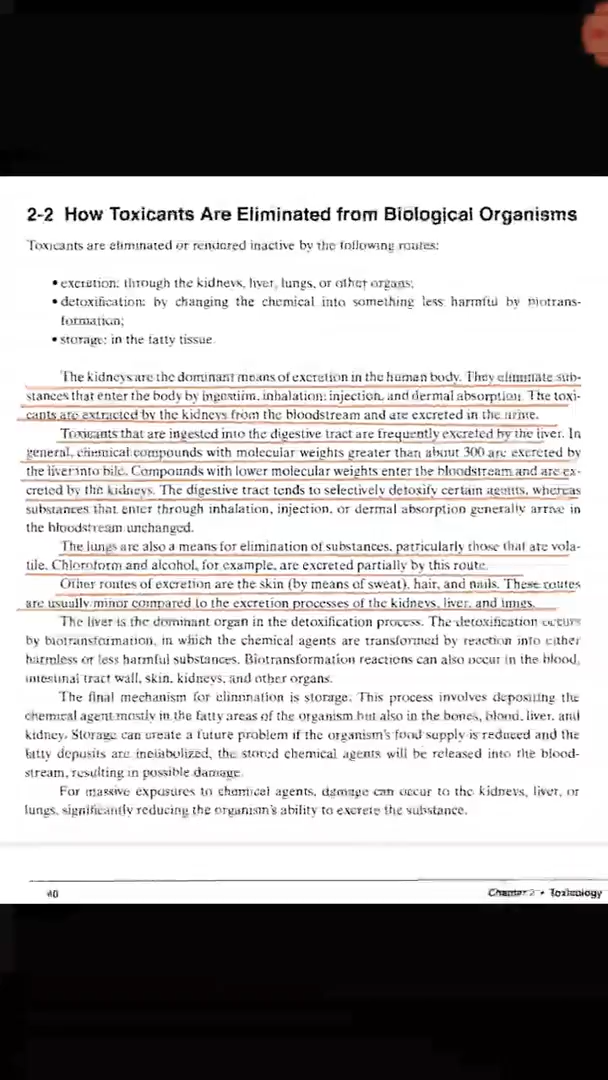 2-2 How Toxicants Are Eliminated from Biological Organisms
Toxicants are eliminated or rendered inactive by the following routes:
• excretion: through the kidneys, liver, lungs, or other organs;
• detoxification: by changing the chemical into something less harmful by biotrans-
formation;
• storage: in the fatty tissue.
The kidneys are the dominant means of excretion in the human body. They eliminate sub-
stances that enter the body by ingestion, inhalation, injection, and dermal absorption. The toxi-
cants are extracted by the kidneys from the bloodstream and are excreted in the urine.
Toxicants that are ingested into the digestive tract are frequently excreted by the liver. In
general, chemical compounds with molecular weights greater than about 300 are excreted by
the liver into bile. Compounds with lower molecular weights enter the bloodstream and are ex-
creted by the kidneys. The digestive tract tends to selectively detoxify certain agents, whereas
substances that enter through inhalation, injection, or dermal absorption generally arrive in
the bloodstream unchanged.
The lungs are also a means for elimination of substances, particularly those that are vola-
tile. Chloroform and alcohol, for example, are excreted partially by this route.
Other routes of excretion are the skin (by means of sweat), hair, and nails. These routes
are usually minor compared to the excretion processes of the kidneys, liver, and lungs.
The liver is the dominant organ in the detoxification process. The detoxification occurs
by biotransformation, in which the chemical agents are transformed by reaction into either
harmless or less harmful substances. Biotransformation reactions can also occur in the blood,
intestinal tract wall, skin, kidneys, and other organs.
The final mechanism for elimination is storage. This process involves depositing the
chemical agent mostly in the fatty areas of the organism but also in the bones, blood, liver, and
kidney. Storage can create a future problem if the organism's food supply is reduced and the
fatty deposits are metabolized, the stored chemical agents will be released into the blood-
stream, resulting in possible damage.
For massive exposures to chemical agents, damage can occur to the kidneys, liver, or
lungs, significantly reducing the organism's ability to excrete the substance.
40
Chapter 2 • Toxicology